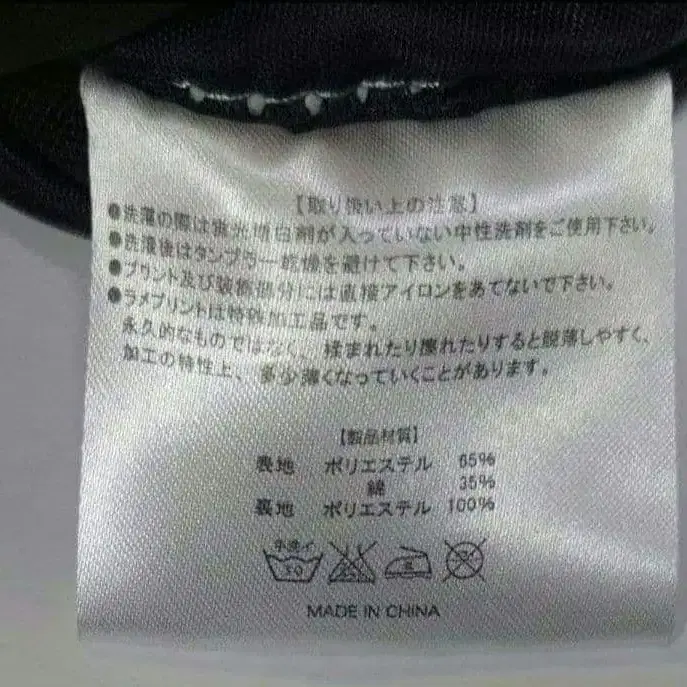 【取り扱い上の注意】
●洗濯の際は蛍光増白剤が入っていない中性洗剤をご使用下さい。
●洗濯後はタンブラー乾燥を避けて下さい。
●プリント及び装飾部分には直接アイロンをあてないで下さい。
●ラメプリントは特殊加工品です。
永久的なものではなく、揉まれたり擦れたりすると脱落しやすく、
加工の特性上、多少薄くなっていくことがあります。
【製品材質】
表地 ポリエステル 65%
綿 35%
裏地 ポリエステル 100%
手洗イ
MADE IN CHINA